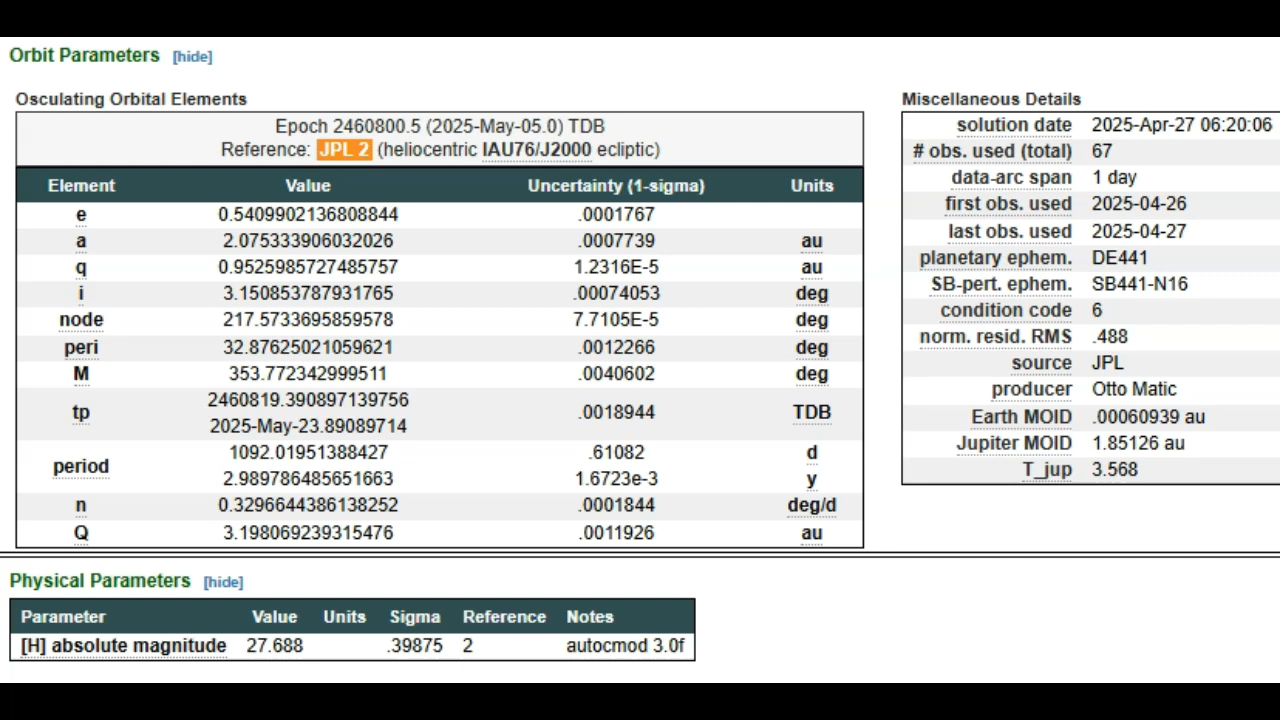 Orbit Parameters [hide]
Osculating Orbital Elements
Epoch 2460800.5 (2025-May-05.0) TDB
Reference: JPL 2 (heliocentric IAU76/J2000 ecliptic)
Element Value Uncertainty (1-sigma) Units
e 0.5409902136808844 .0001767
a 2.075333906032026 .0007739 au
q 0.9525985727485757 1.2316E-5 au
i 3.150853787931765 .00074053 deg
node 217.5733695859578 7.7105E-5 deg
peri 32.87625021059621 .0012266 deg
M 353.772342999511 .0040602 deg
tp 2460819.390897139756 .0018944 TDB
2025-May-23.89089714
period 1092.01951388427 .61082 d
2.9897864856516​63 1.6723e-3 y
n 0.3296644386138252 .0001844 deg/d
Q 3.198069239315476 .0011926 au
Miscellaneous Details
solution date 2025-Apr-27 06:20:06
# obs. used (total) 67
data-arc span 1 day
first obs. used 2025-04-26
last obs. used 2025-04-27
planetary ephem. DE441
SB-pert. ephem. SB441-N16
condition code 6
norm. resid. RMS .488
source JPL
producer Otto Matic
Earth MOID .00060939 au
Jupiter MOID 1.85126 au
T_jup 3.568
Physical Parameters [hide]
Parameter Value Units Sigma Reference Notes
[H] absolute magnitude 27.688 .39875 2 autocmod 3.0f